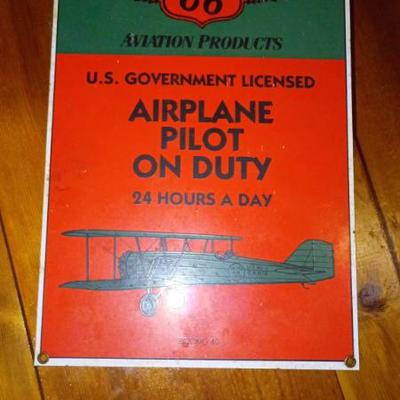 66
AVIATION PRODUCTS
U.S. GOVERNMENT LICENSED
AIRPLANE
PILOT
ON DUTY
24 HOURS A DAY